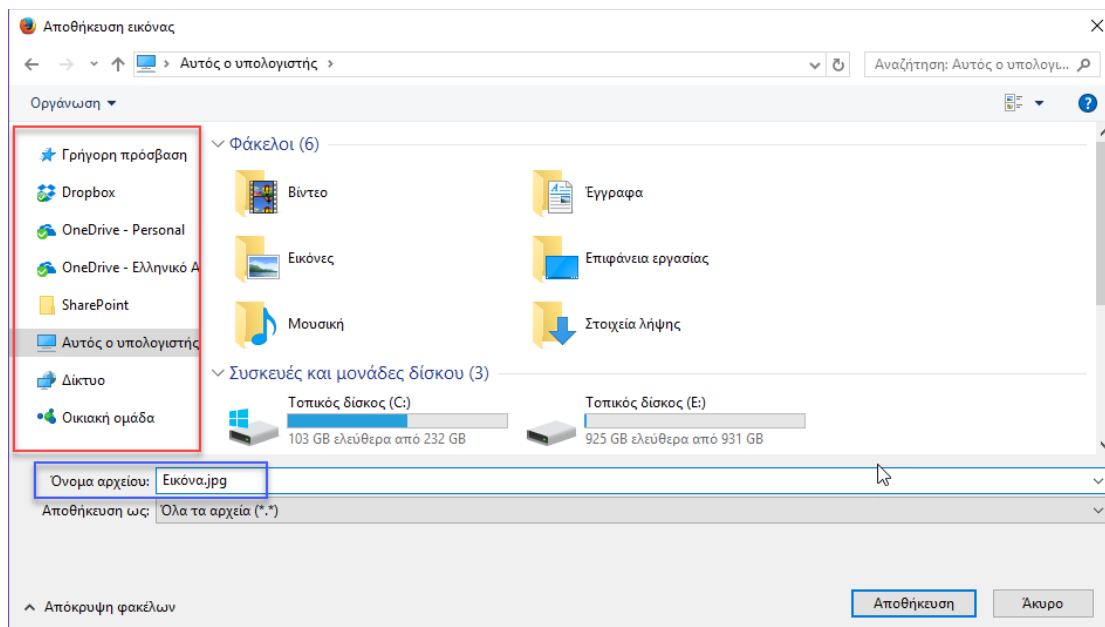 Αποθήκευση εικόνας
Αυτός ο υπολογιστής
Αναζήτηση: Αυτός ο υπολογι...
Οργάνωση
Γρήγορη πρόσβαση
Dropbox
OneDrive - Personal
OneDrive - Ελληνικό Α
SharePoint
Αυτός ο υπολογιστής
Δίκτυο
Οικιακή ομάδα
Φάκελοι (6)
Βίντεο
Έγγραφα
Εικόνες
Επιφάνεια εργασίας
Μουσική
Στοιχεία λήψης
Συσκευές και μονάδες δίσκου (3)
Τοπικός δίσκος (C:)
103 GB ελεύθερα από 232 GB
Τοπικός δίσκος (E:)
925 GB ελεύθερα από 931 GB
Όνομα αρχείου: Εικόνα.jpg
Αποθήκευση ως: Όλα τα αρχεία (*.*)
Απόκρυψη φακέλων
Αποθήκευση
Άκυρο